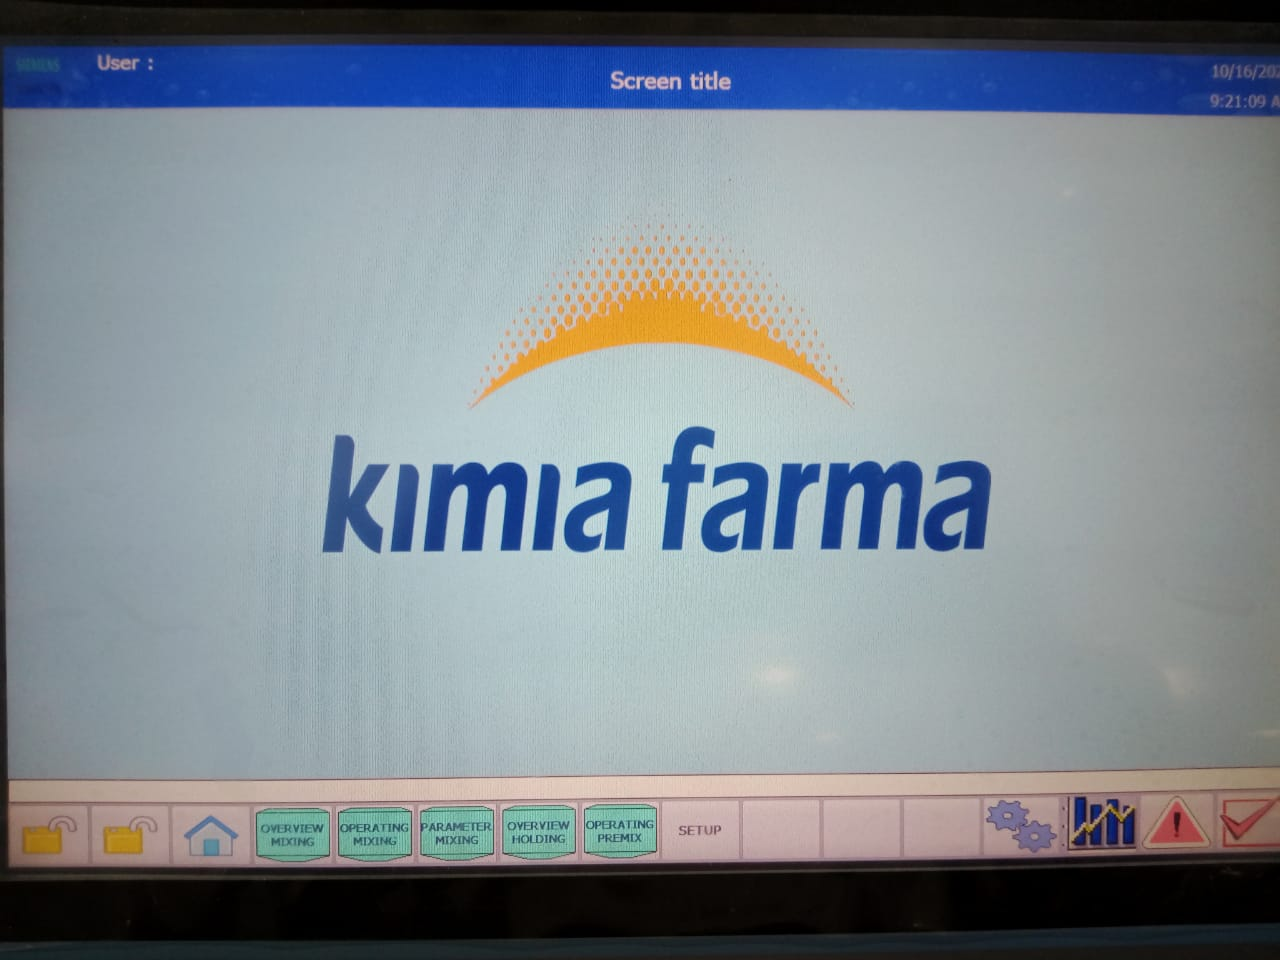 SIEMENS
User :
Screen title
10/16/202
9:21:09 A
kimia farma
OVERVIEW
MIXING
OPERATING
MIXING
PARAMETER
MIXING
OVERVIEW
HOLDING
OPERATING
PREMIX
SETUP